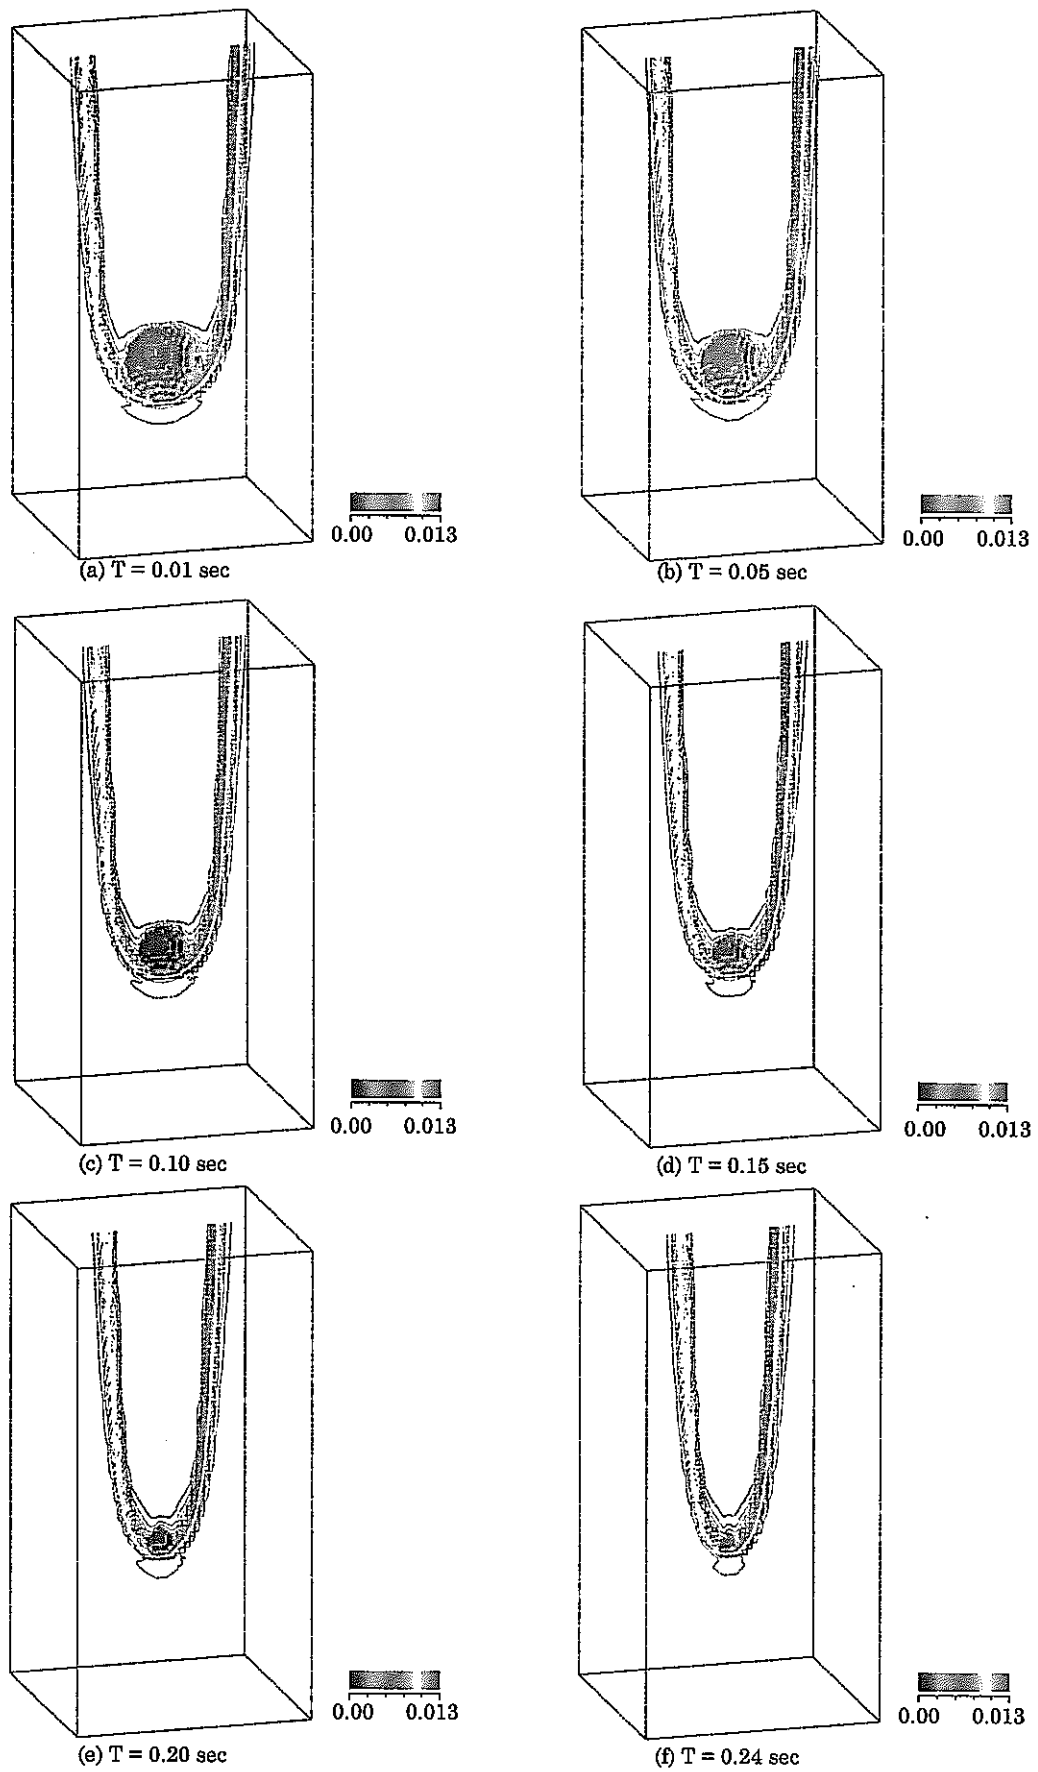 0.00 0.013
(a) T = 0.01 sec
0.00 0.013
(b) T = 0.05 sec
0.00 0.013
(c) T = 0.10 sec
0.00 0.013
(d) T = 0.15 sec
0.00 0.013
(e) T = 0.20 sec
0.00 0.013
(f) T = 0.24 sec